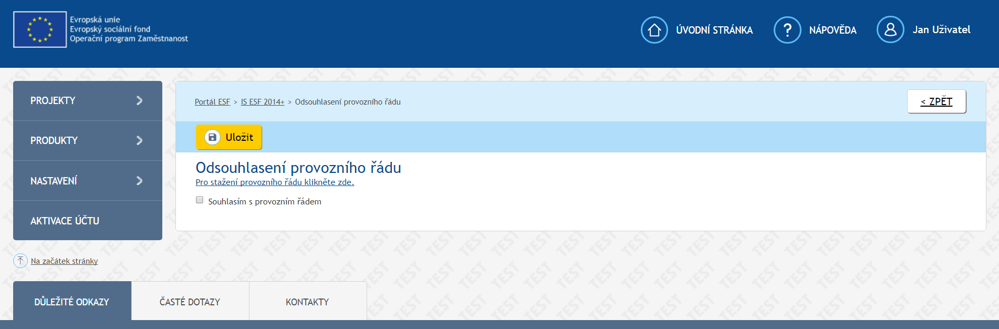 Evropská unie
Evropský sociální fond
Operační program Zaměstnanost
ÚVODNÍ STRÁNKA
? NÁPOVĚDA
Jan Uživatel
PROJEKTY
PRODUKTY
NASTAVENÍ
AKTIVACE ÚČTU
Portál ESF > IS ESF 2014+ > Odsouhlasení provozního řádu
< ZPĚT
Uložit
Odsouhlasení provozního řádu
Pro stažení provozního řádu klikněte zde.
Souhlasím s provozním řádem
Na začátek stránky
DŮLEŽITÉ ODKAZY
ČASTÉ DOTAZY
KONTAKTY
TEST